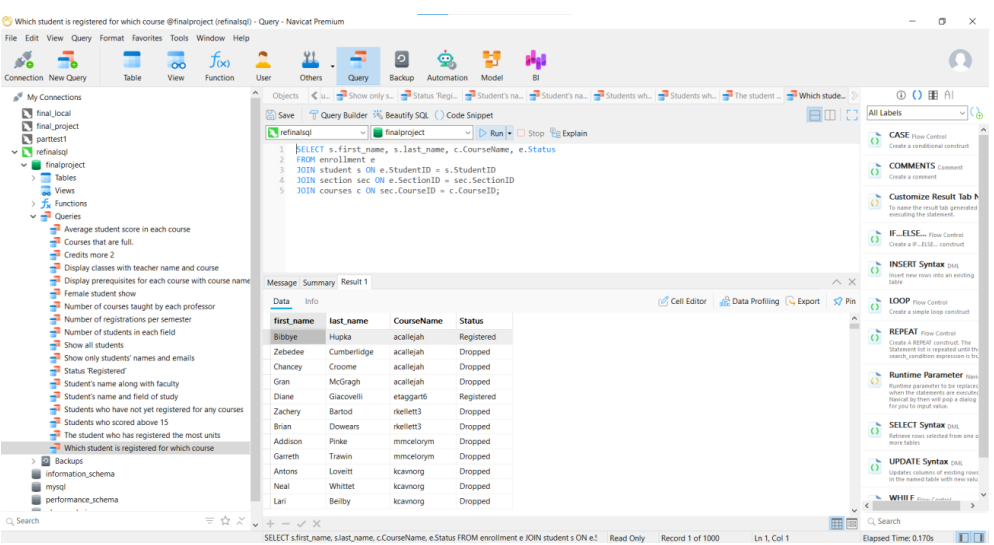 Which student is registered for which course @finalproject (refinalsql) - Query - Navicat Premium
File Edit View Query Format Favorites Tools Window Help
Connection New Query Table View Function User Others Query Backup Automation Model BI
My Connections
final_local
final_project
parttest1
refinalsql
finalproject
Tables
Views
Functions
Queries
Average student score in each course
Courses that are full.
Credits more 2
Display classes with teacher name and course
Display prerequisites for each course with course name
Female student show
Number of courses taught by each professor
Number of registrations per semester
Number of students in each field
Show all students
Show only students' names and emails
Status 'Registered'
Student's name along with faculty
Student's name and field of study
Students who have not yet registered for any courses
Students who scored above 15
The student who has registered the most units
Which student is registered for which course
Backups
information_schema
mysql
performance_schema
Search
Objects u... Show only s... Status 'Regi... Student's na... Student's na... Students wh... Students wh... The student ... Which stude...
Save Query Builder Beautify SQL () Code Snippet
refinalsql finalproject Run Stop Explain
1 SELECT s.first_name, s.last_name, c.CourseName, e.Status
2 FROM enrollment e
3 JOIN student s ON e.StudentID = s.StudentID
4 JOIN section sec ON e.SectionID = sec.SectionID
5 JOIN courses c ON sec.CourseID = c.CourseID;
Message Summary Result 1
Data Info Cell Editor Data Profiling Export Pin
first_name last_name CourseName Status
Bibbye Hupka acallejah Registered
Zebedee Cumberlidge acallejah Dropped
Chancey Croome acallejah Dropped
Gran McGragh acallejah Dropped
Diane Giacovelli etaggart6 Registered
Zachery Bartod rkellett3 Dropped
Brian Dowears rkellett3 Dropped
Addison Pinke mmcelorym Dropped
Garreth Trawin mmcelorym Dropped
Antons Loveitt kcavnorg Dropped
Neal Whittet kcavnorg Dropped
Lari Beilby kcavnorg Dropped
SELECT s.first_name, s.last_name, c.CourseName, e.Status FROM enrollment e JOIN student s ON e.S Read Only Record 1 of 1000 Ln 1, Col 1 Elapsed Time: 0.170s
AI
All Labels
CASE Flow Control
Create a conditional construct
COMMENTS Comment
Create a comment
Customize Result Tab N
To name the result tab generated
executing the statement.
IF...ELSE... Flow Control
Create a IF...ELSE... construct
INSERT Syntax DML
Insert new rows into an existing
table
LOOP Flow Control
Create a simple loop construct
REPEAT Flow Control
Create A REPEAT construct. The
Statement list is repeated until the
search_condition expression is tru
Runtime Parameter Navi
Runtime parameter to be replaced
when the statements are executed
Navicat by then will pop a dialog
for you to input value.
SELECT Syntax DML
Retrieve rows selected from one o
more tables
UPDATE Syntax DML
Updates columns of existing rows
in the named table with new valu
WHILE Flow Control
Search